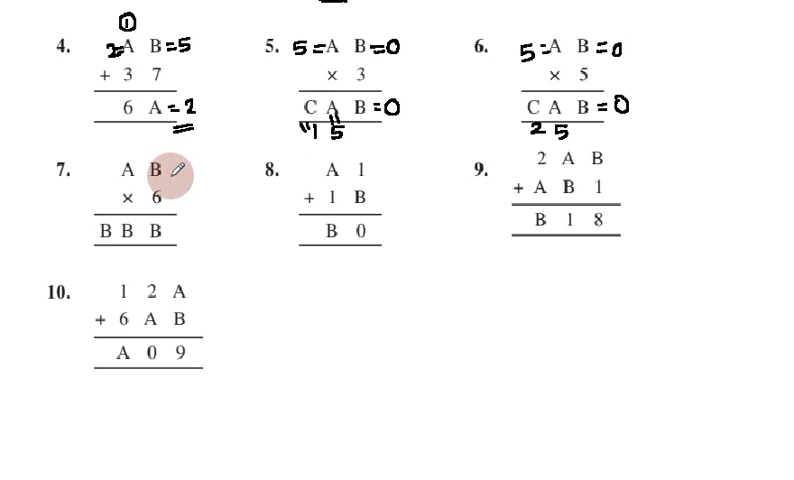 ①
4. 2=A B=5
+ 3 7
6 A=2
5. 5=A B=0
× 3
C A B=0
"1 5
6. 5=A B=0
× 5
C A B=0
2 5
7. A B
× 6
B B B
8. A 1
+ 1 B
B 0
9. 2 A B
+ A B 1
B 1 8
10. 1 2 A
+ 6 A B
A 0 9